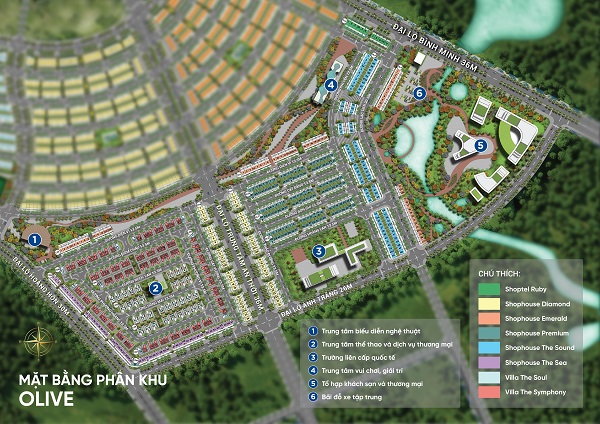 ĐẠI LỘ BÌNH MINH 36M
4
6
5
1
ĐẠI LỘ TRUNG TÂM
3
ĐẠI LỘ HOÀNG HÔN 30M
2
ĐẠI LỘ ÁNH TRĂNG 26M
MẶT BẰNG PHÂN KHU
OLIVE
1 Trung tâm biểu diễn nghệ thuật
2 Trung tâm thể thao và dịch vụ thương mại
3 Trường liên cấp quốc tế
4 Trung tâm vui chơi, giải trí
5 Tổ hợp khách sạn và thương mại
6 Bãi đỗ xe tập trung
CHÚ THÍCH:
Shoptel Ruby
Shophouse Diamond
Shophouse Emerald
Shophouse Premium
Shophouse The Sound
Shophouse The Sea
Villa The Soul
Villa The Symphony